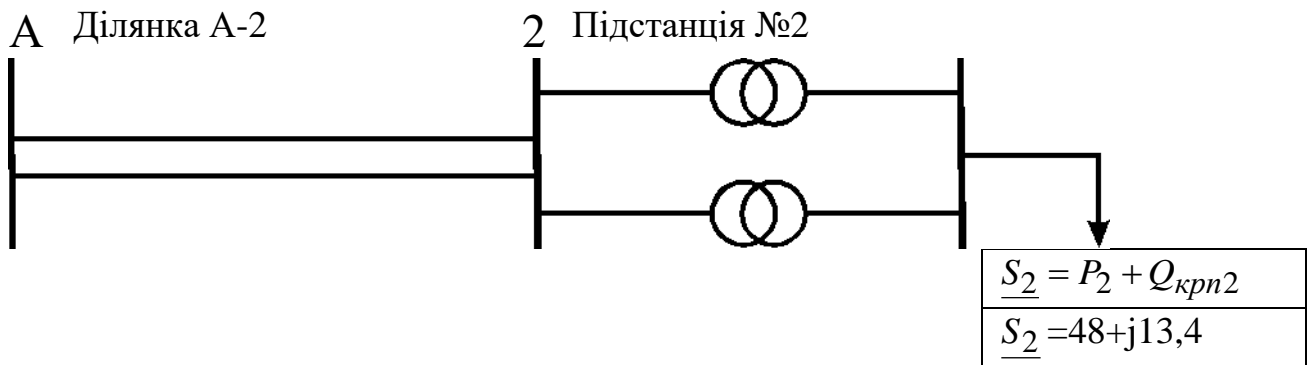 А Ділянка А-2 2 Підстанція №2
S2 = P2 + Qкрп2
S2 =48+j13,4